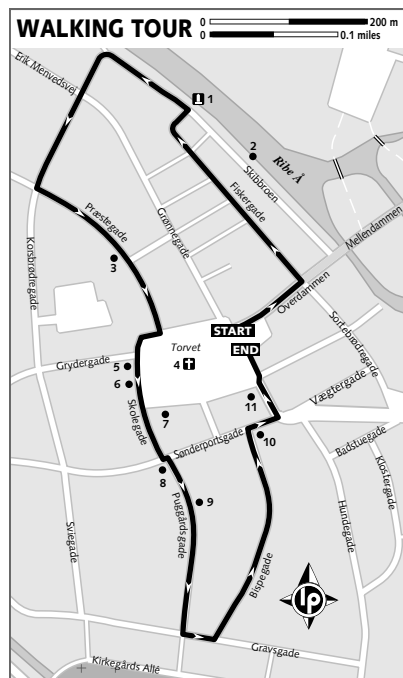 WALKING TOUR
0 200 m
0 0.1 miles
Erik Menvedsvej
1
2
Ribe Å
Skibbroen
Fiskergade
Mellendammen
Præstegade
Grønnegade
3
Korsbrødregade
Overdammen
START
END
Torvet
4
Sortebrødregade
Grydergade
5
6
Vægtergade
Skolegade
7
11
10
Badstuegade
Sønderportsgade
Klostergade
8
9
Puggårdsgade
Hundegade
Sviegade
Bispegade
lp
Gravsgade
Kirkegårds Allé